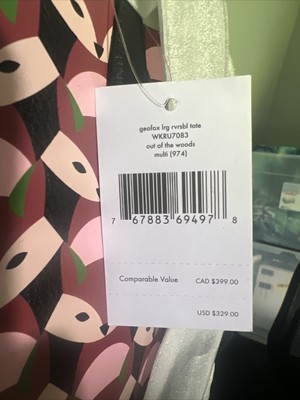 geofox lrg rvrsbl tote
WKRU7083
out of the woods
multi (974)
7 67883 69497 8
Comparable Value CAD $399.00
USD $329.00